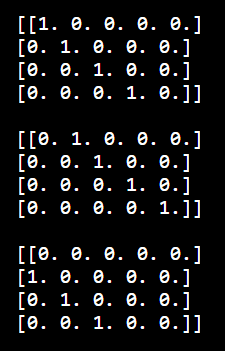 [[1. 0. 0. 0. 0.]
[0. 1. 0. 0. 0.]
[0. 0. 1. 0. 0.]
[0. 0. 0. 1. 0.]]
[[0. 1. 0. 0. 0.]
[0. 0. 1. 0. 0.]
[0. 0. 0. 1. 0.]
[0. 0. 0. 0. 1.]]
[[0. 0. 0. 0. 0.]
[1. 0. 0. 0. 0.]
[0. 1. 0. 0. 0.]
[0. 0. 1. 0. 0.]]